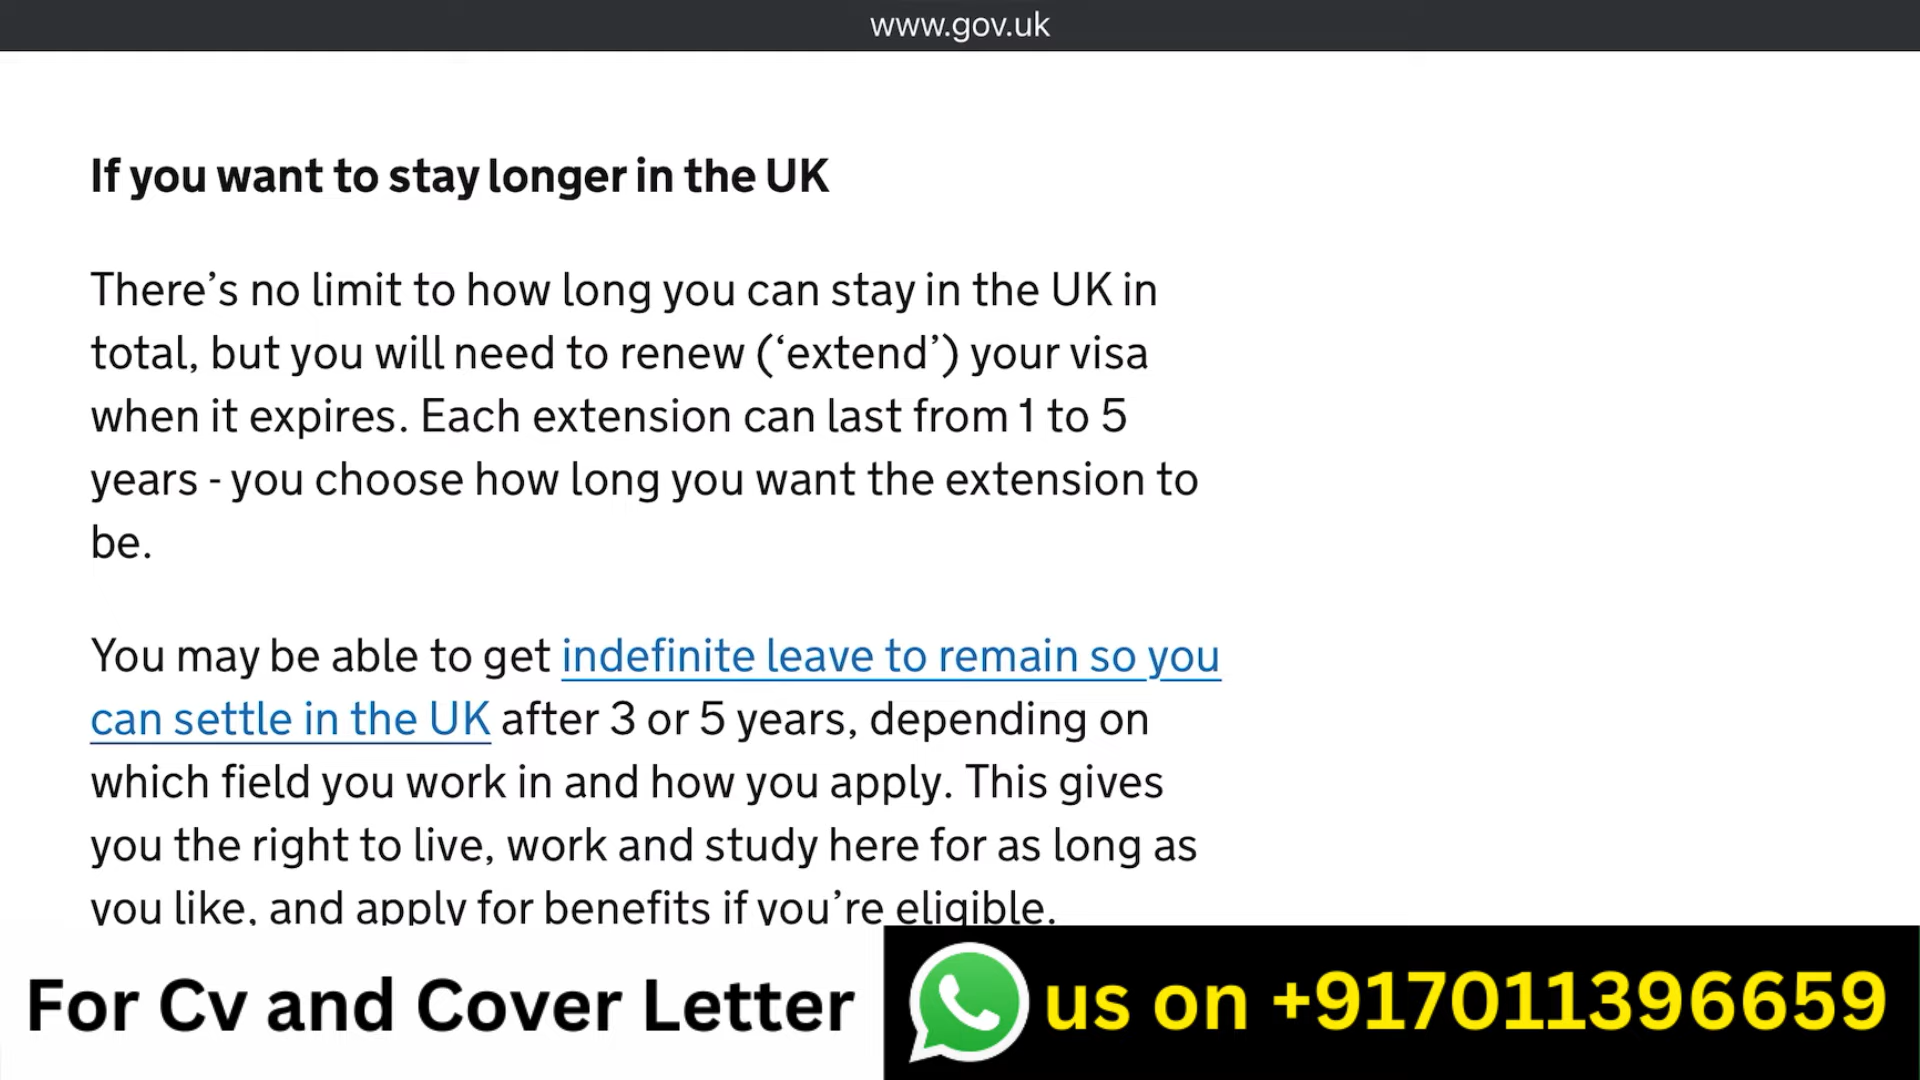 www.gov.uk
If you want to stay longer in the UK
There’s no limit to how long you can stay in the UK in
total, but you will need to renew (‘extend’) your visa
when it expires. Each extension can last from 1 to 5
years - you choose how long you want the extension to
be.
You may be able to get indefinite leave to remain so you
can settle in the UK after 3 or 5 years, depending on
which field you work in and how you apply. This gives
you the right to live, work and study here for as long as
you like, and apply for benefits if you’re eligible.
For Cv and Cover Letter us on +917011396659